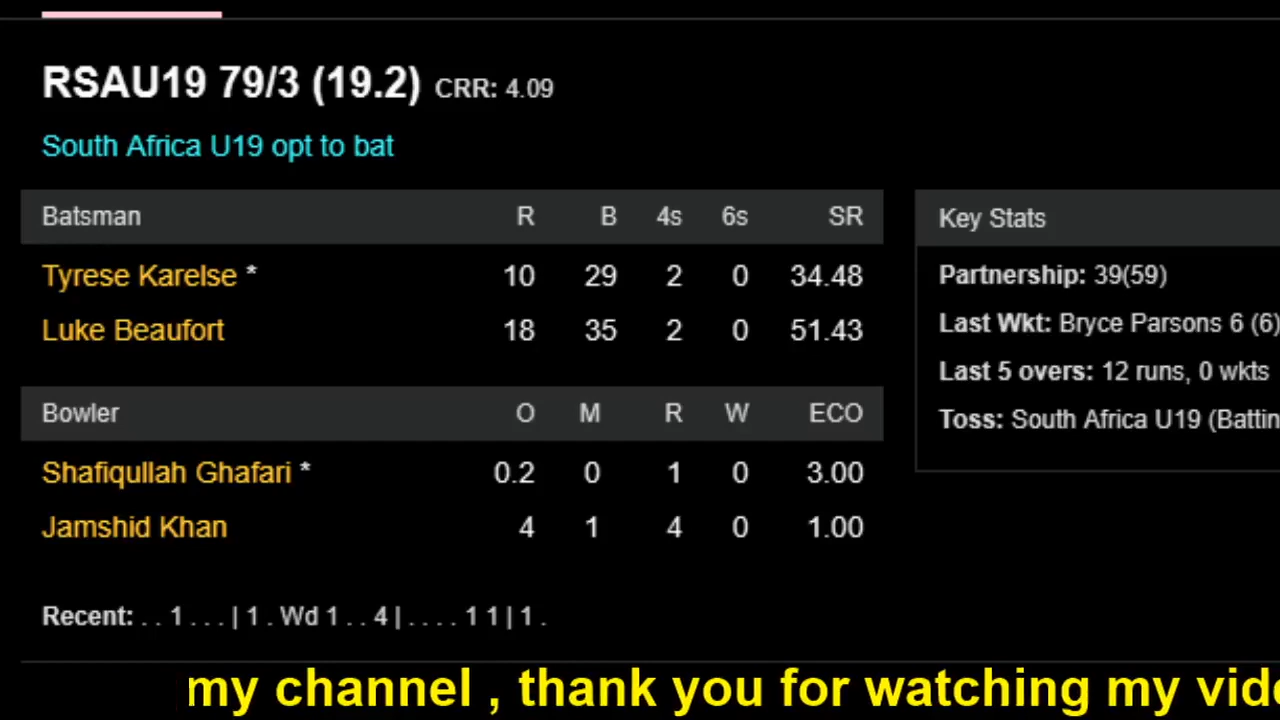 RSAU19 79/3 (19.2) CRR: 4.09
South Africa U19 opt to bat
Batsman R B 4s 6s SR
Tyrese Karelse * 10 29 2 0 34.48
Luke Beaufort 18 35 2 0 51.43
Bowler O M R W ECO
Shafiqullah Ghafari * 0.2 0 1 0 3.00
Jamshid Khan 4 1 4 0 1.00
Recent: . . 1 . . . | 1 . Wd 1 . . 4 | . . . . 1 1 | 1 .
Key Stats
Partnership: 39(59)
Last Wkt: Bryce Parsons 6 (6)
Last 5 overs: 12 runs, 0 wkts
Toss: South Africa U19 (Battin
my channel , thank you for watching my vide